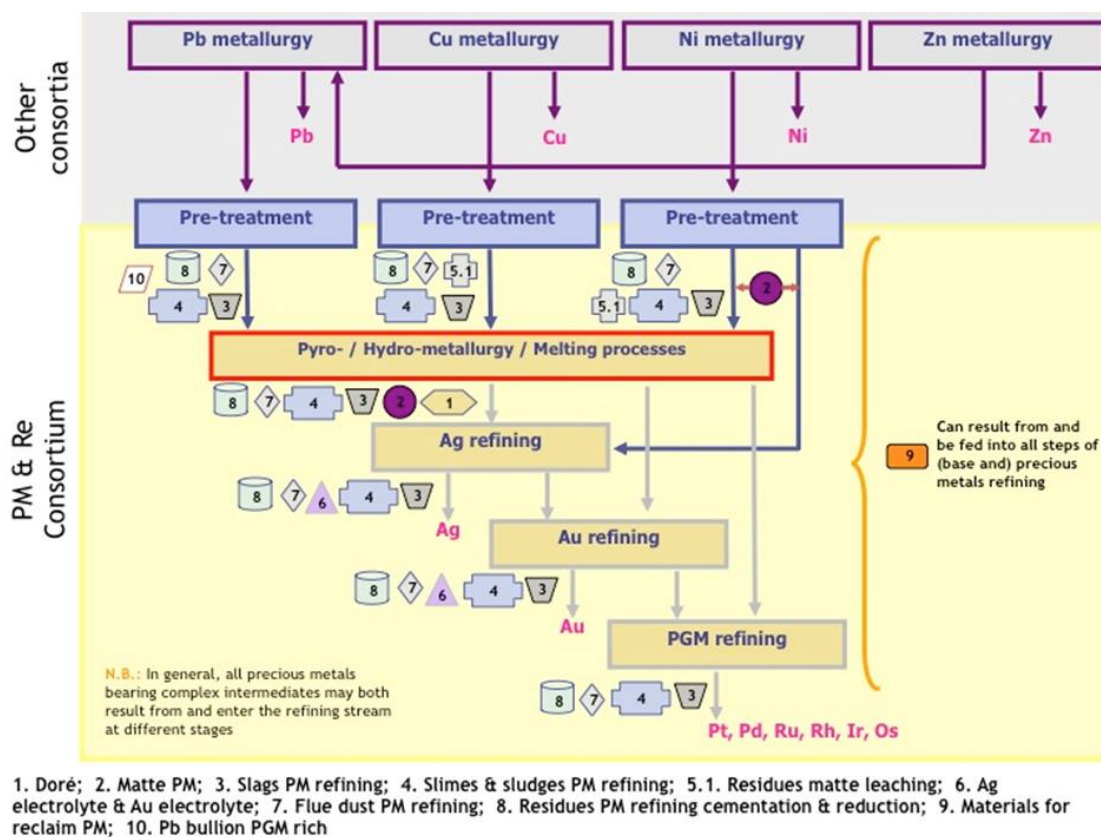 Other
consortia
Pb metallurgy
Cu metallurgy
Ni metallurgy
Zn metallurgy
Pb
Cu
Ni
Zn
Pre-treatment
Pre-treatment
Pre-treatment
PM & Re
Consortium
10
8
7
4
3
8
7
5.1
4
3
8
7
5.1
4
3
2
Pyro- / Hydro-metallurgy / Melting processes
8
7
4
3
2
1
Ag refining
9
Can result from and
be fed into all steps of
(base and) precious
metals refining
8
7
6
4
3
Ag
Au refining
8
7
6
4
3
Au
PGM refining
N.B.: In general, all precious metals
bearing complex intermediates may both
result from and enter the refining stream
at different stages
8
7
4
3
Pt, Pd, Ru, Rh, Ir, Os
1. Doré; 2. Matte PM; 3. Slags PM refining; 4. Slimes & sludges PM refining; 5.1. Residues matte leaching; 6. Ag
electrolyte & Au electrolyte; 7. Flue dust PM refining; 8. Residues PM refining cementation & reduction; 9. Materials for
reclaim PM; 10. Pb bullion PGM rich